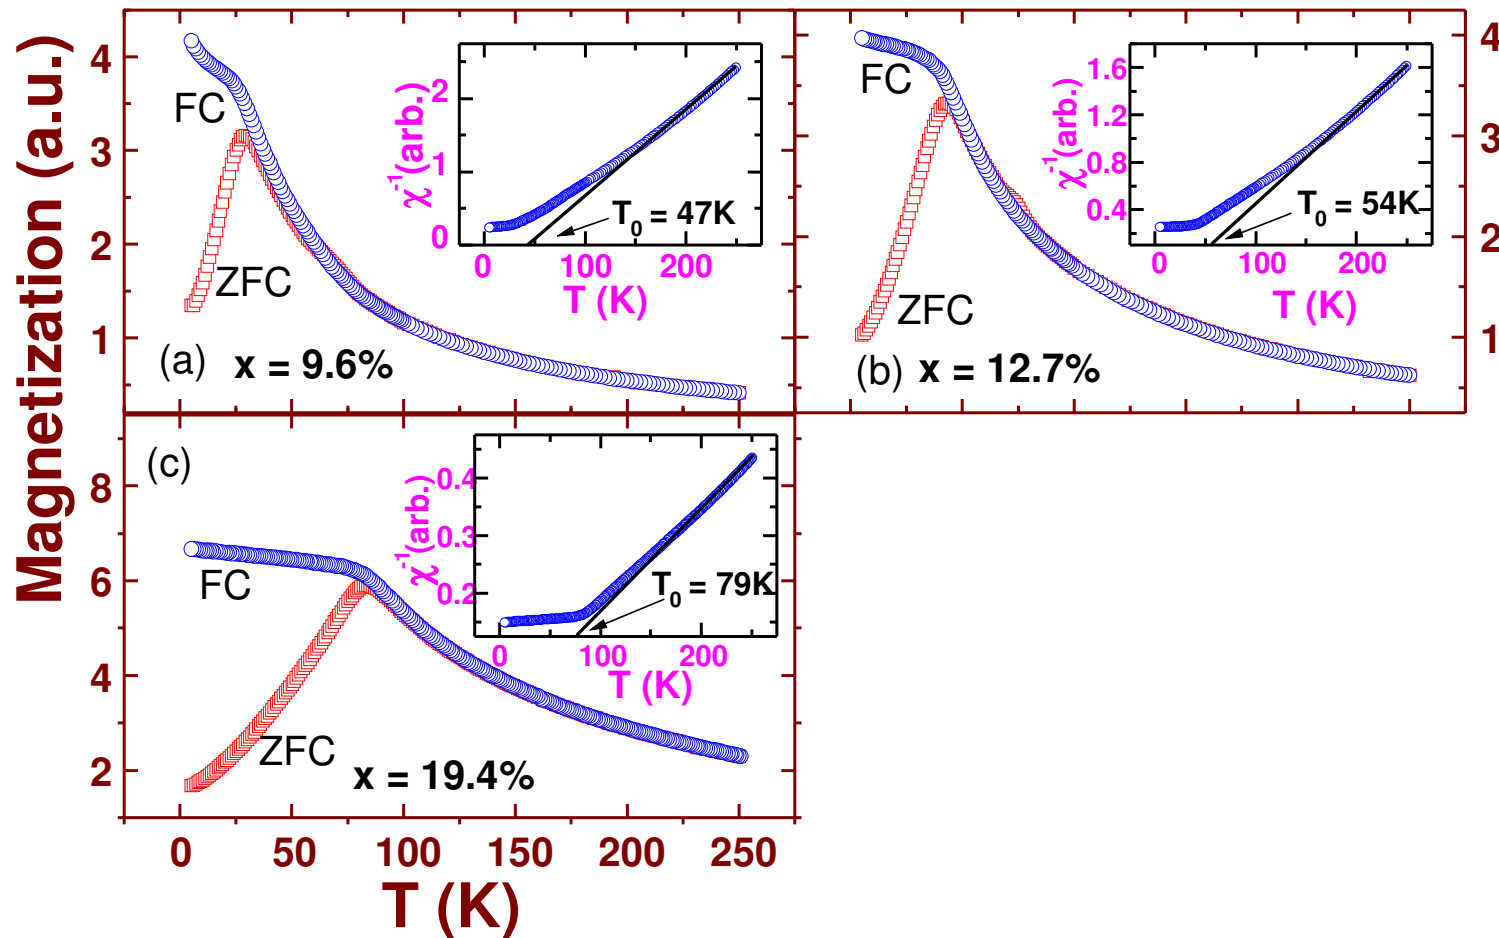 Magnetization (a.u.)
4
3
2
1
FC
ZFC
(a) x = 9.6%
χ⁻¹(arb.)
2
1
0
T₀ = 47K
0 100 200
T (K)
FC
ZFC
(b) x = 12.7%
χ⁻¹(arb.)
1.6
1.2
0.8
0.4
T₀ = 54K
0 100 200
T (K)
4
3
2
1
(c)
8
6
4
2
FC
ZFC
x = 19.4%
χ⁻¹(arb.)
0.4
0.3
0.2
T₀ = 79K
0 100 200
T (K)
0 50 100 150 200 250
T (K)